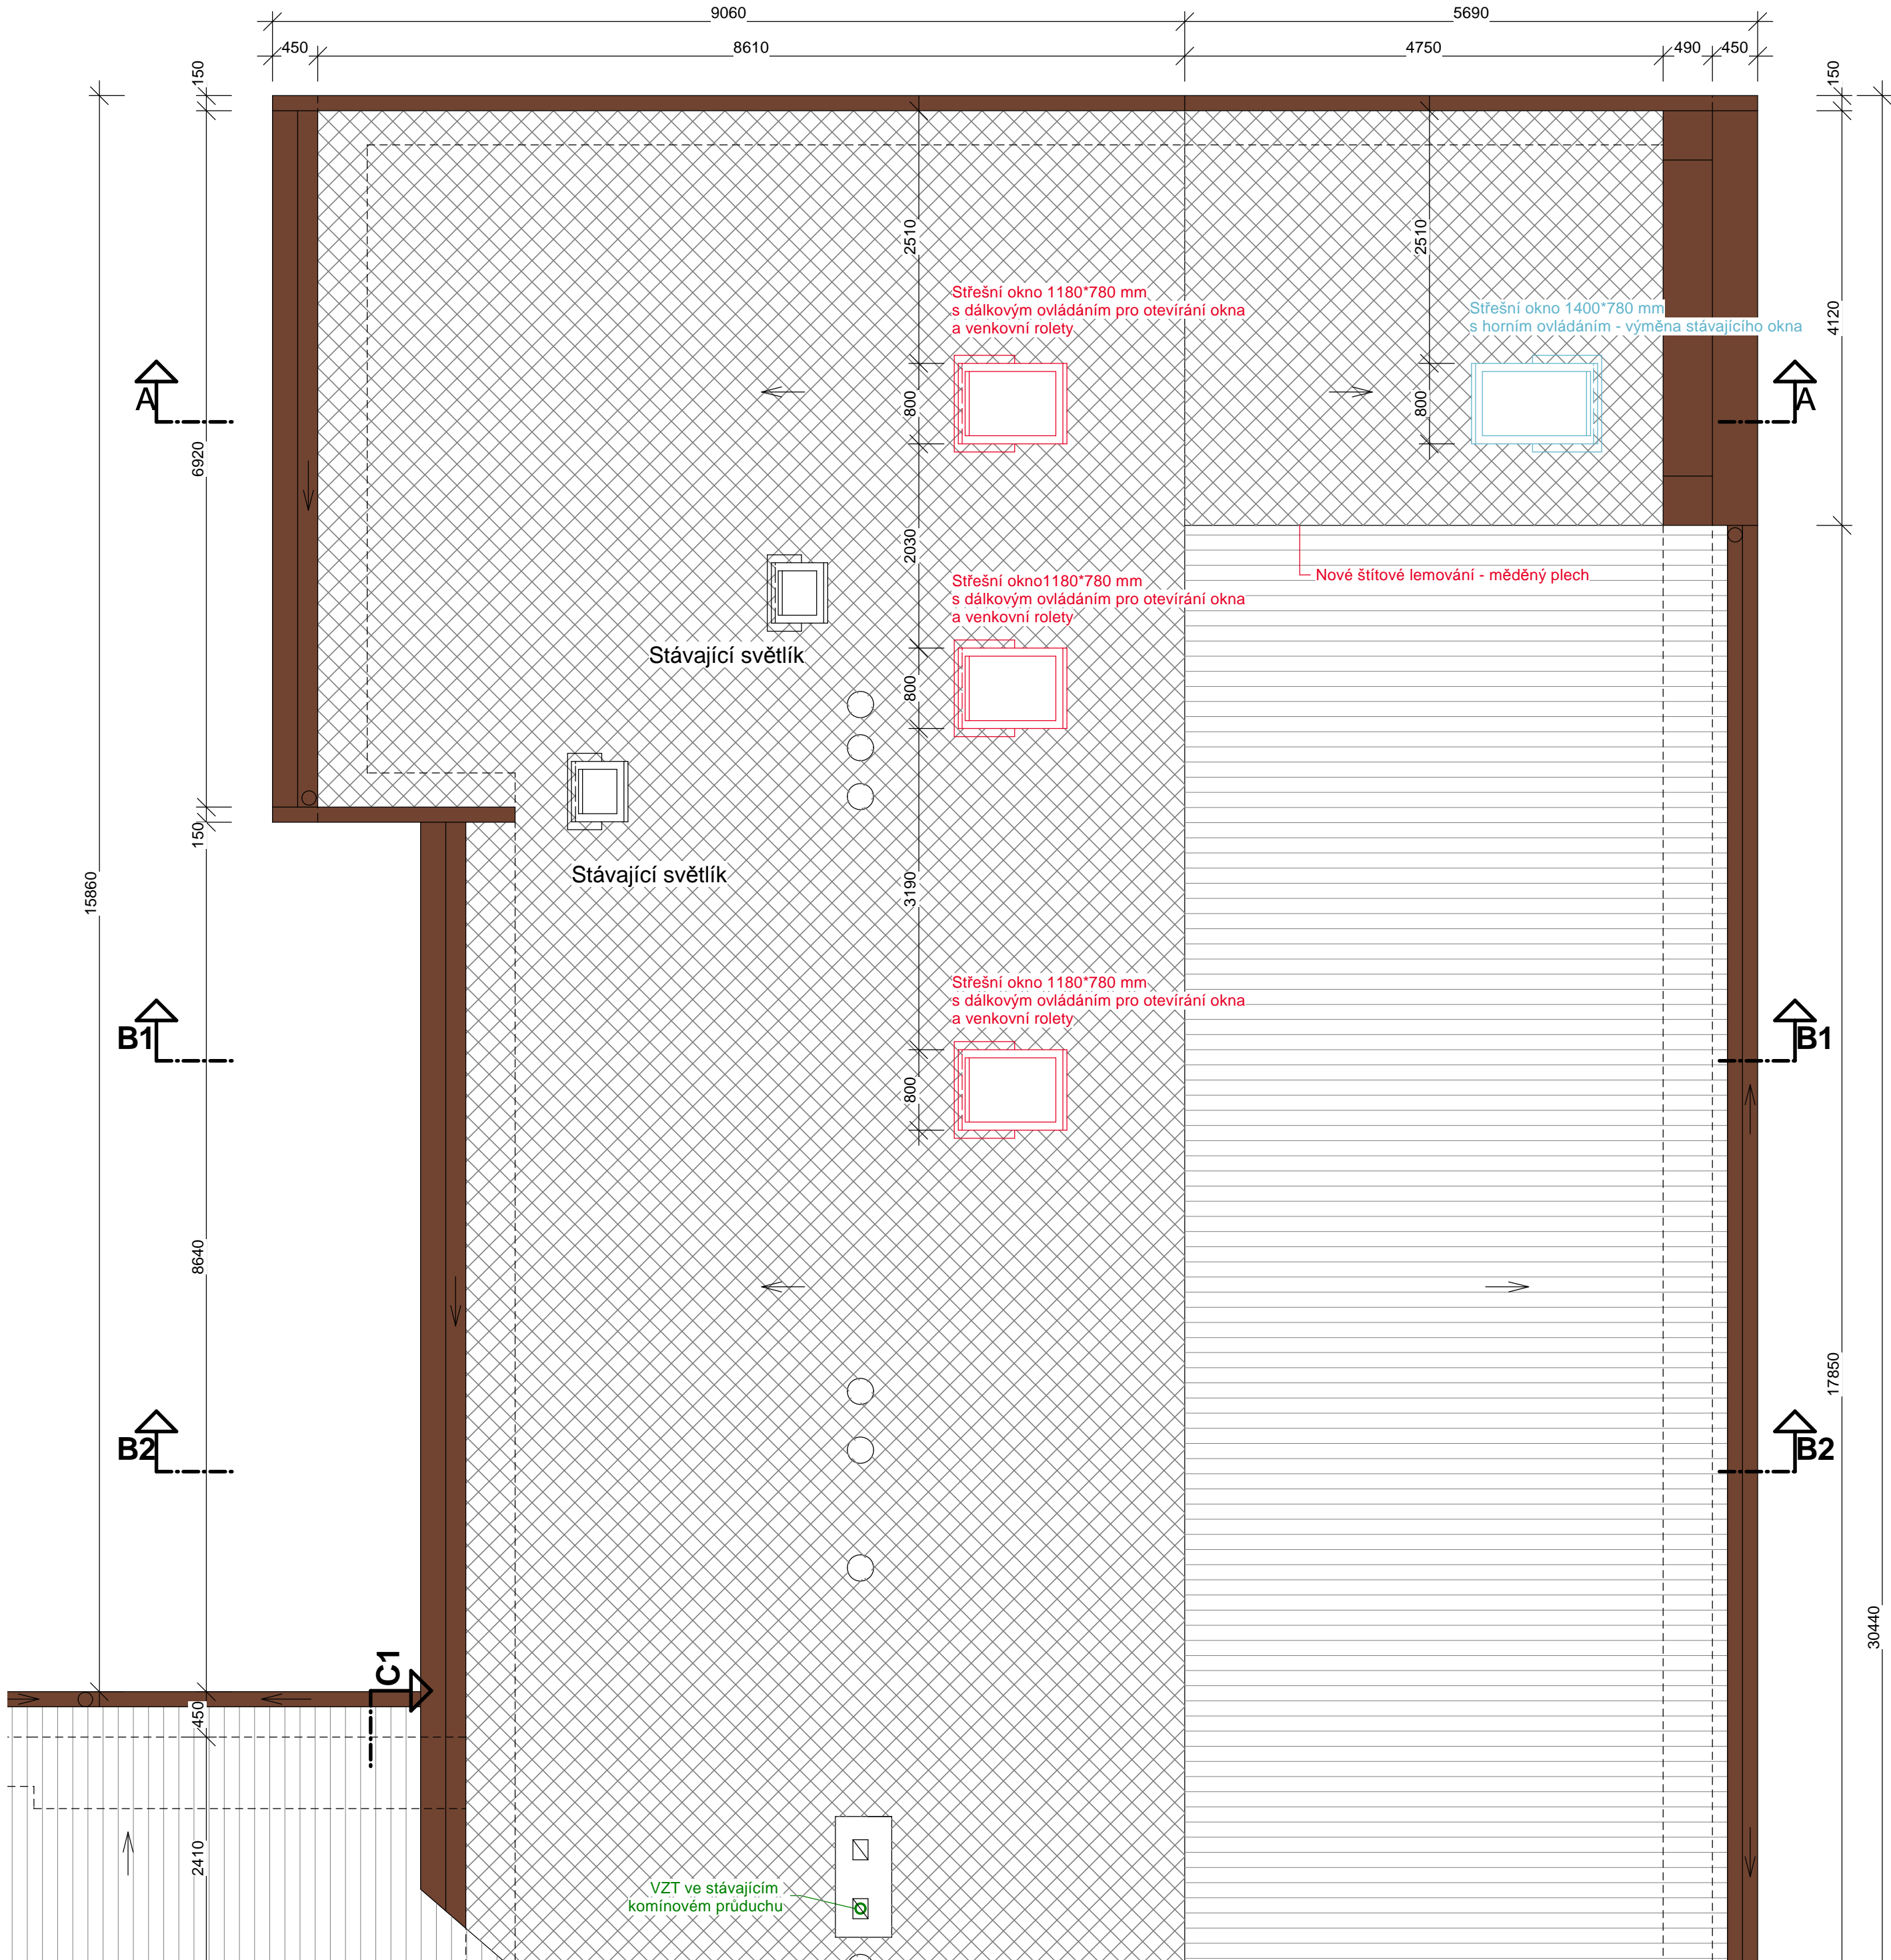 9060
5690
450
8610
4750
490
450
150
150
2510
2510
Střešní okno 1180*780 mm
s dálkovým ovládáním pro otevírání okna
a venkovní rolety
Střešní okno 1400*780 mm
s horním ovládáním - výměna stávajícího okna
4120
A
800
800
A
6920
2030
Střešní okno1180*780 mm
s dálkovým ovládáním pro otevírání okna
a venkovní rolety
Nové štítové lemování - měděný plech
Stávající světlík
800
150
Stávající světlík
15860
3190
Střešní okno 1180*780 mm
s dálkovým ovládáním pro otevírání okna
a venkovní rolety
B1
B1
800
8640
17850
B2
B2
30440
C1
450
2410
VZT ve stávajícím
komínovém průduchu